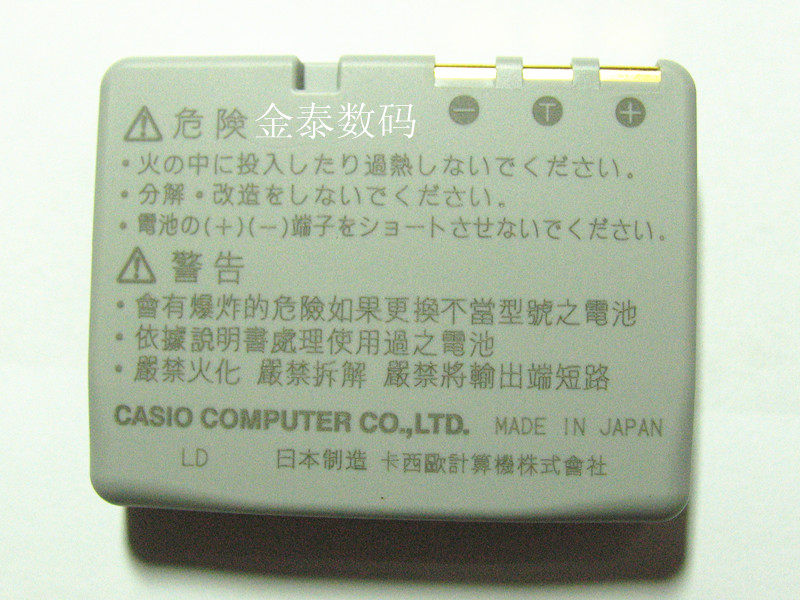 ⊖ Ⓣ ⊕
⚠ 危険 金泰数码
・火の中に投入したり過熱しないでください。
・分解・改造をしないでください。
・電池の(+)(-)端子をショートさせないでください。
⚠ 警告
・會有爆炸的危險如果更換不當型號之電池
・依據說明書處理使用過之電池
・嚴禁火化 嚴禁拆解 嚴禁將輸出端短路
CASIO COMPUTER CO.,LTD. MADE IN JAPAN
LD 日本制造 卡西歐計算機株式會社